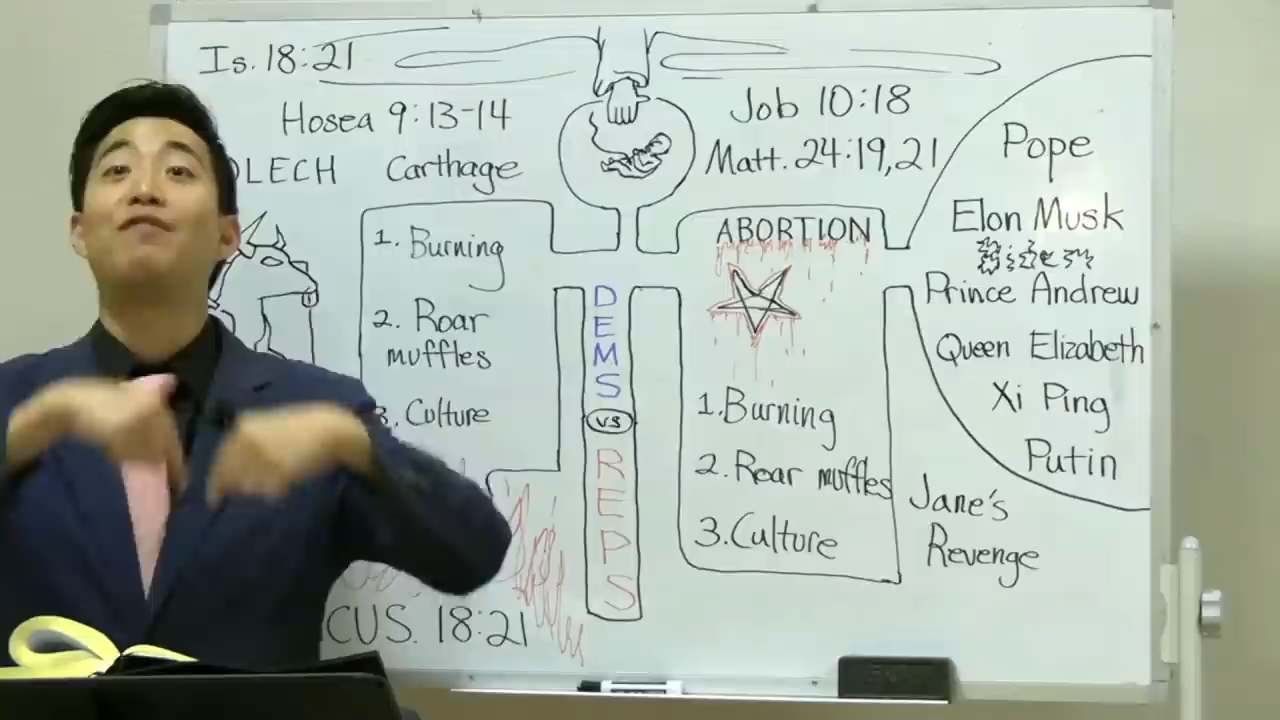 Is. 18:21
Hosea 9:13-14
OLECH
Carthage
1. Burning
2. Roar
muffles
3. Culture
CUS. 18:21
DEMS
VS
REPS
Job 10:18
Matt. 24:19,21
ABORTION
1. Burning
2. Roar muffles
3. Culture
Pope
Elon Musk
Prince Andrew
Queen Elizabeth
Xi Ping
Putin
Jane's
Revenge